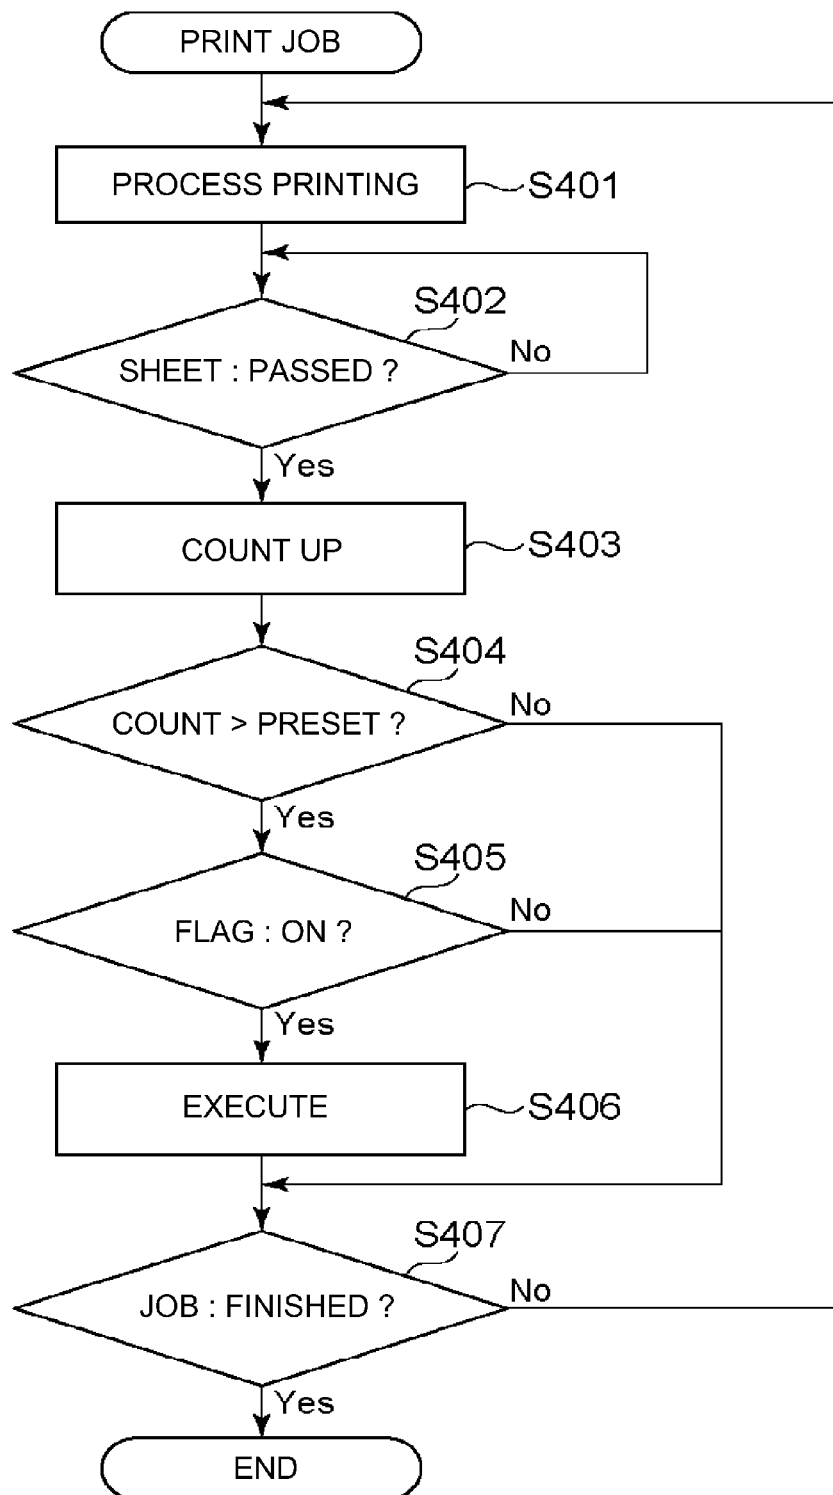 PRINT JOB
PROCESS PRINTING
S401
S402
SHEET : PASSED ?
No
Yes
COUNT UP
S403
S404
COUNT > PRESET ?
No
Yes
S405
FLAG : ON ?
No
Yes
EXECUTE
S406
S407
JOB : FINISHED ?
No
Yes
END